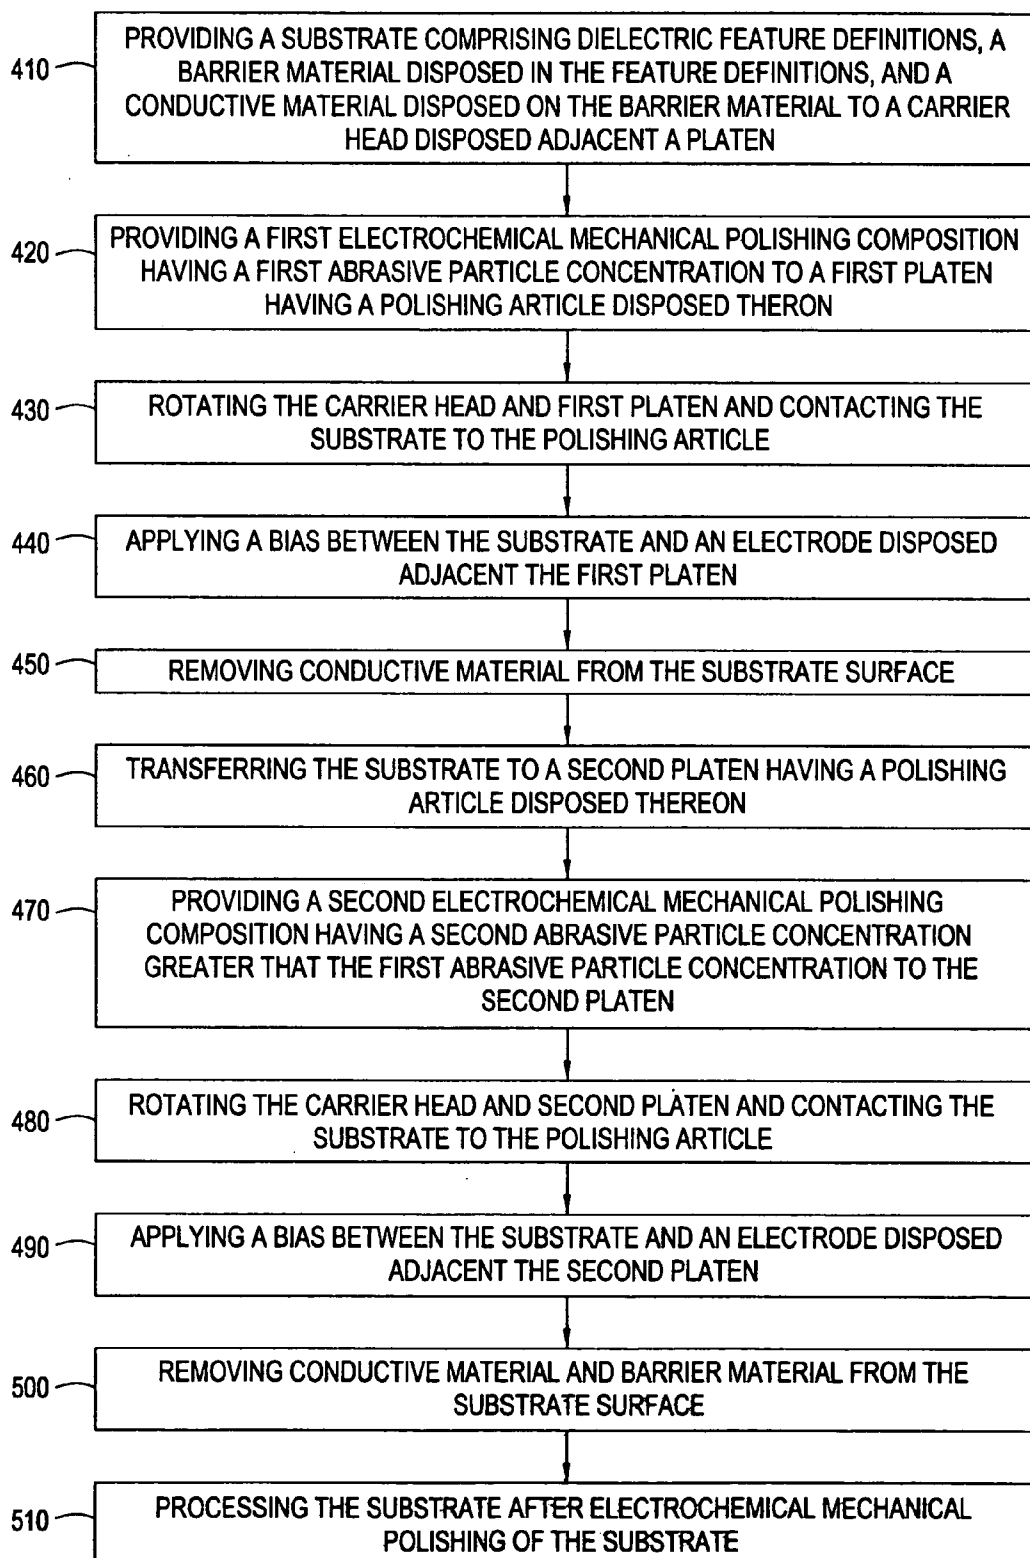 410
PROVIDING A SUBSTRATE COMPRISING DIELECTRIC FEATURE DEFINITIONS, A
BARRIER MATERIAL DISPOSED IN THE FEATURE DEFINITIONS, AND A
CONDUCTIVE MATERIAL DISPOSED ON THE BARRIER MATERIAL TO A CARRIER
HEAD DISPOSED ADJACENT A PLATEN
420
PROVIDING A FIRST ELECTROCHEMICAL MECHANICAL POLISHING COMPOSITION
HAVING A FIRST ABRASIVE PARTICLE CONCENTRATION TO A FIRST PLATEN
HAVING A POLISHING ARTICLE DISPOSED THERON
430
ROTATING THE CARRIER HEAD AND FIRST PLATEN AND CONTACTING THE
SUBSTRATE TO THE POLISHING ARTICLE
440
APPLYING A BIAS BETWEEN THE SUBSTRATE AND AN ELECTRODE DISPOSED
ADJACENT THE FIRST PLATEN
450
REMOVING CONDUCTIVE MATERIAL FROM THE SUBSTRATE SURFACE
460
TRANSFERRING THE SUBSTRATE TO A SECOND PLATEN HAVING A POLISHING
ARTICLE DISPOSED THEREON
470
PROVIDING A SECOND ELECTROCHEMICAL MECHANICAL POLISHING
COMPOSITION HAVING A SECOND ABRASIVE PARTICLE CONCENTRATION
GREATER THAT THE FIRST ABRASIVE PARTICLE CONCENTRATION TO THE
SECOND PLATEN
480
ROTATING THE CARRIER HEAD AND SECOND PLATEN AND CONTACTING THE
SUBSTRATE TO THE POLISHING ARTICLE
490
APPLYING A BIAS BETWEEN THE SUBSTRATE AND AN ELECTRODE DISPOSED
ADJACENT THE SECOND PLATEN
500
REMOVING CONDUCTIVE MATERIAL AND BARRIER MATERIAL FROM THE
SUBSTRATE SURFACE
510
PROCESSING THE SUBSTRATE AFTER ELECTROCHEMICAL MECHANICAL
POLISHING OF THE SUBSTRATE